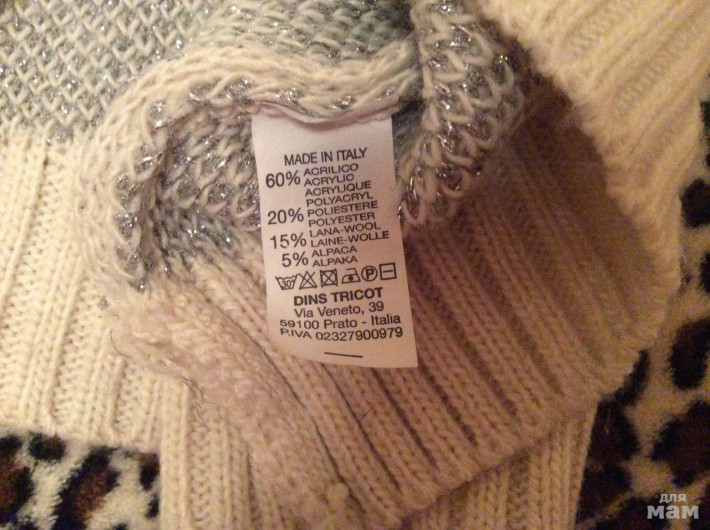 MADE IN ITALY
60% ACRILICO
ACRYLIC
ACRYLIQUE
POLYACRYL
20% POLIESTERE
POLYESTER
15% LANA-WOOL
LAINE-WOLLE
5% ALPACA
ALPAKA
30 P
DINS TRICOT
Via Veneto, 39
59100 Prato - Italia
P.IVA 02327900979
для
мам